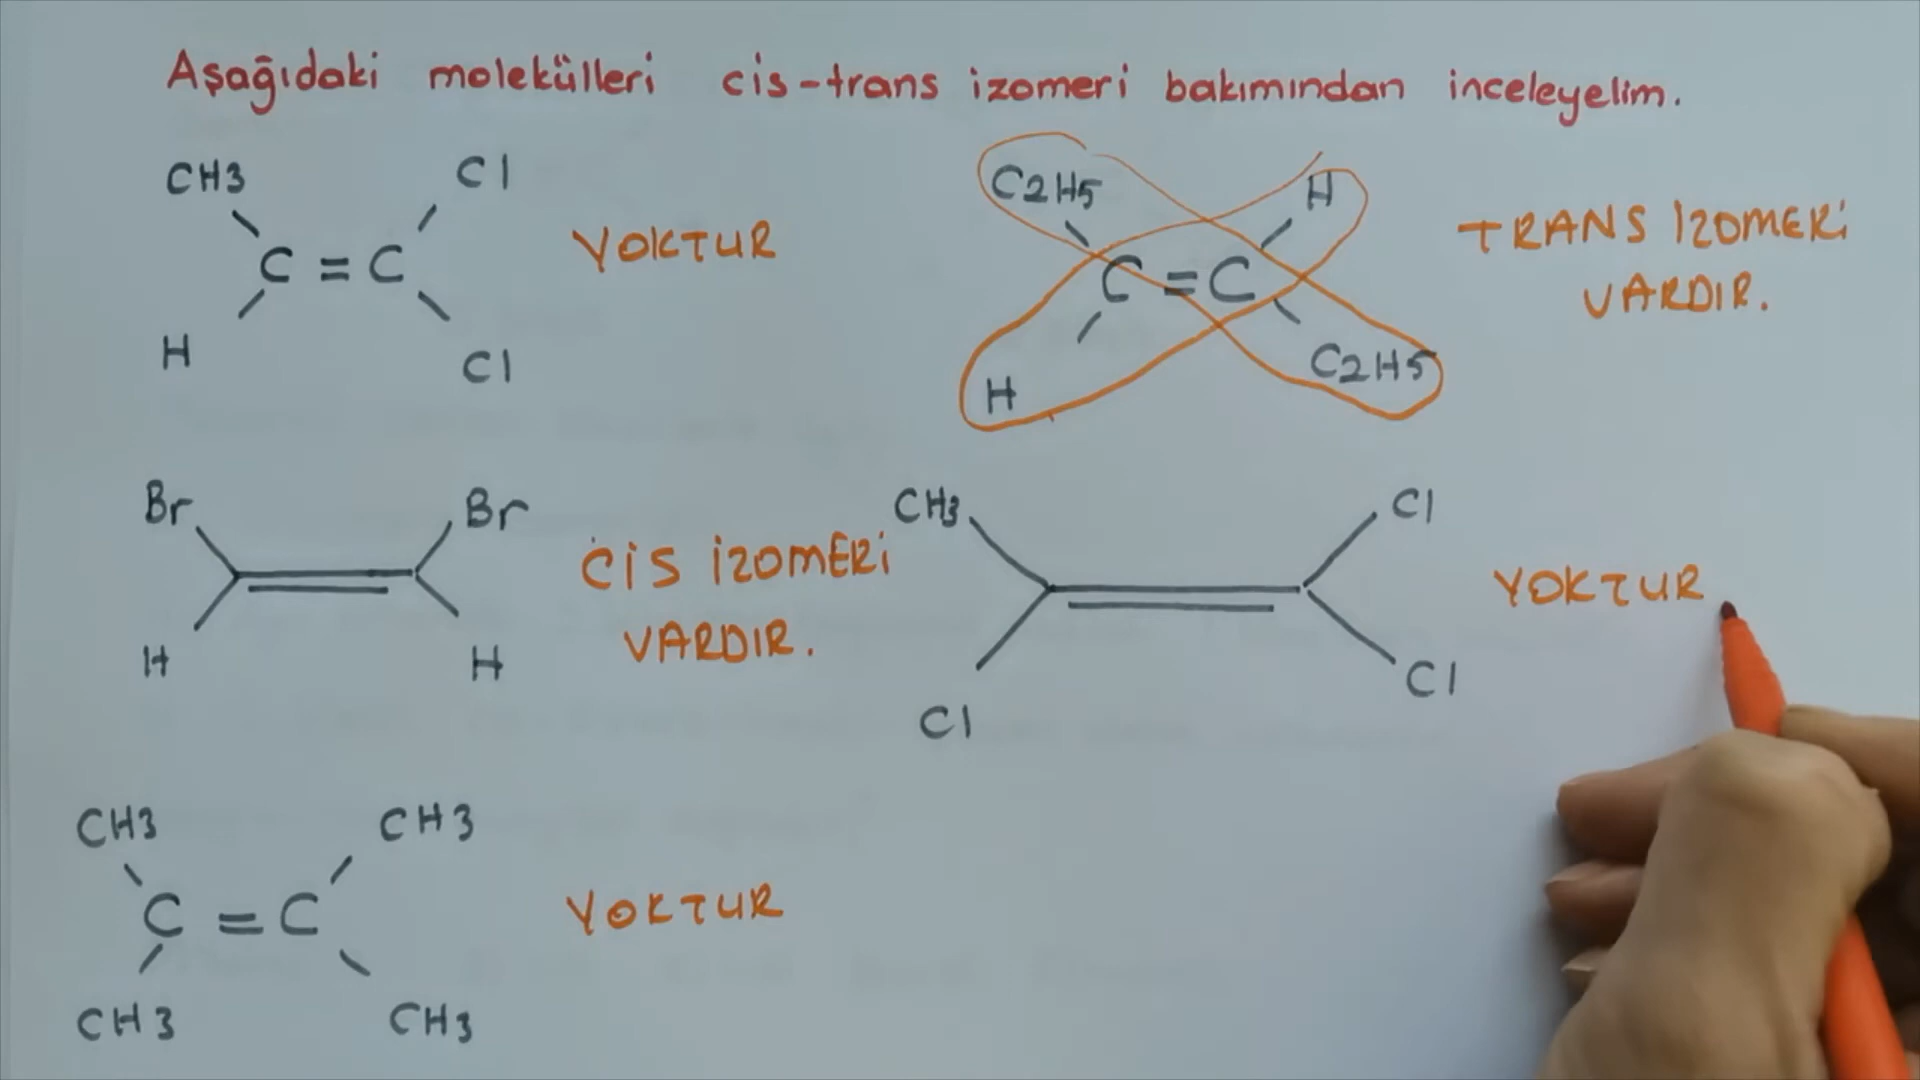 Aşağıdaki molekülleri cis-trans izomeri bakımından inceleyelim.
CH3 Cl
C = C
H Cl
YOKTUR
C2H5 H
C = C
H C2H5
TRANS İZOMERİ
VARDIR.
Br Br
H H
CİS İZOMERİ
VARDIR.
CH3 Cl
Cl Cl
YOKTUR
CH3 CH3
C = C
CH3 CH3
YOKTUR